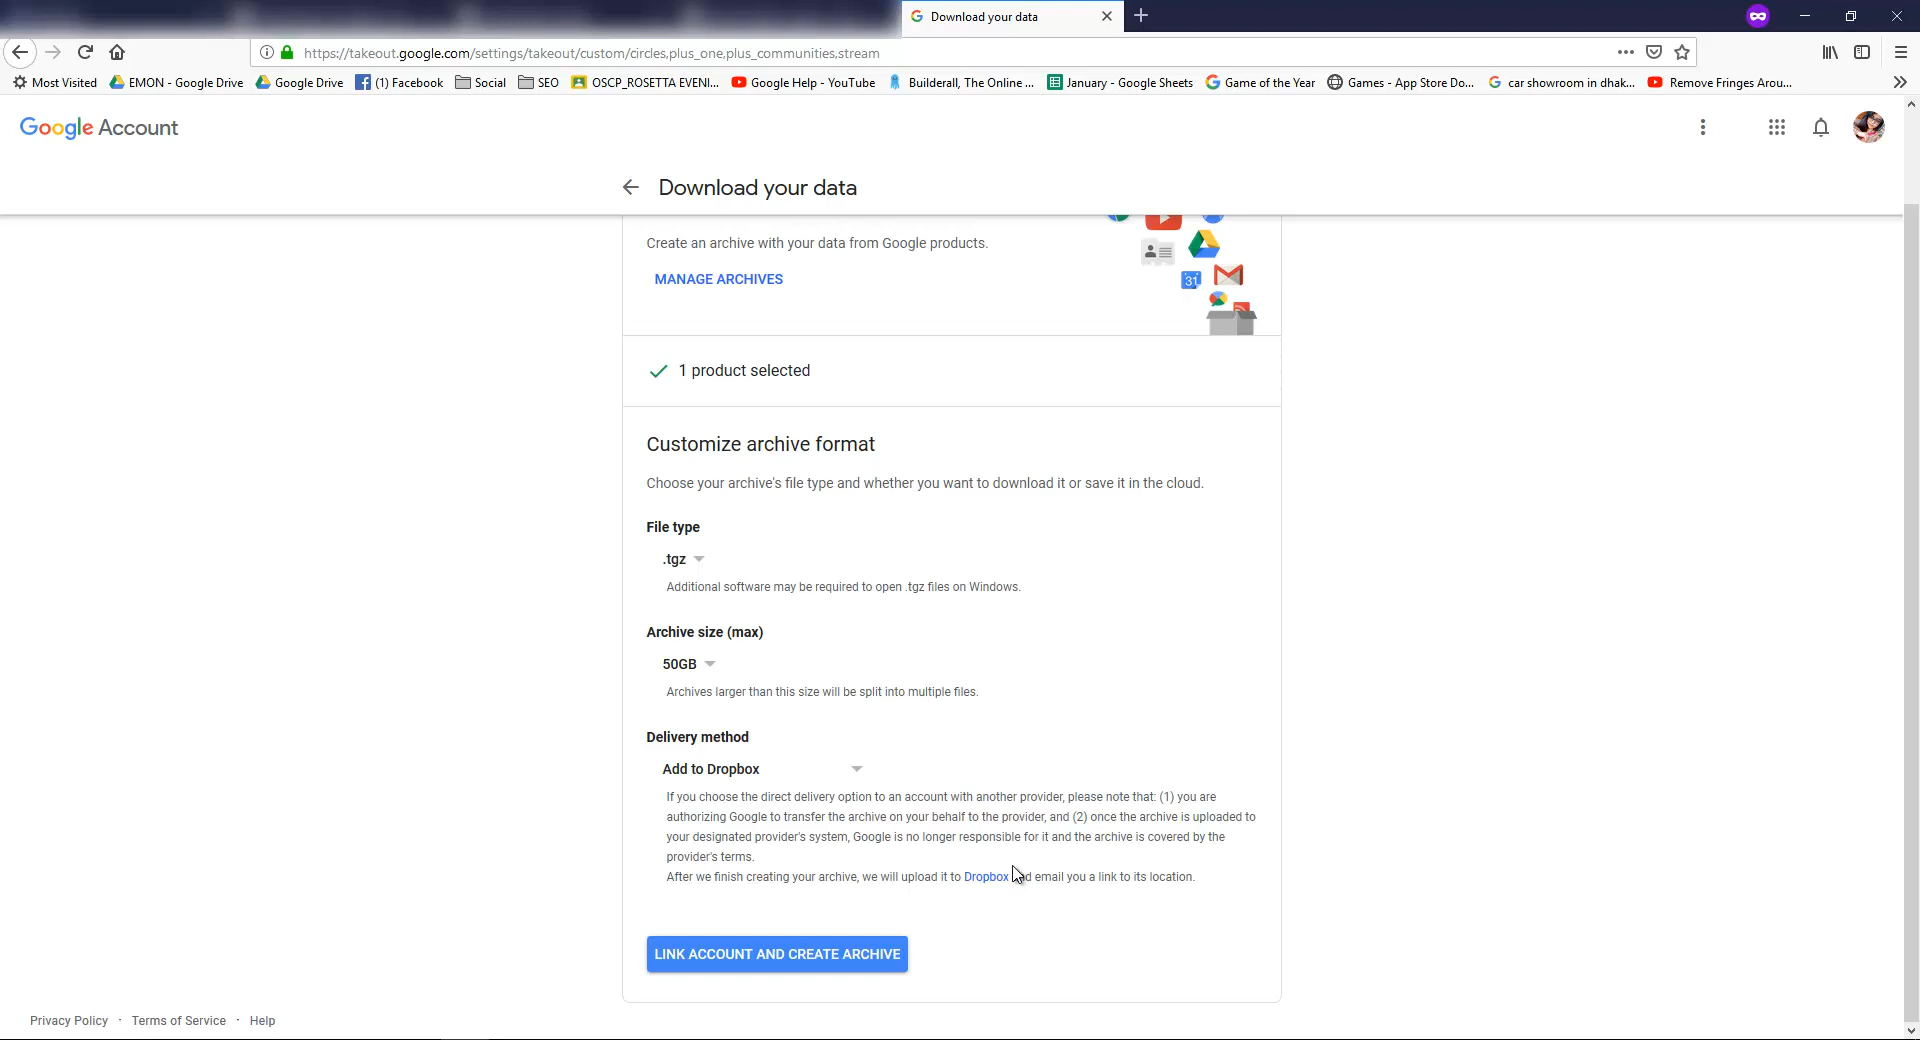 Download your data
https://takeout.google.com/settings/takeout/custom/circles,plus_one,plus_communities,stream
Most Visited EMON - Google Drive Google Drive (1) Facebook Social SEO OSCP_ROSETTA EVENI... Google Help - YouTube Builderall, The Online ... January - Google Sheets Game of the Year Games - App Store Do... car showroom in dhak... Remove Fringes Arou...
Google Account
Download your data
Create an archive with your data from Google products.
MANAGE ARCHIVES
31
1 product selected
Customize archive format
Choose your archive's file type and whether you want to download it or save it in the cloud.
File type
.tgz
Additional software may be required to open .tgz files on Windows.
Archive size (max)
50GB
Archives larger than this size will be split into multiple files.
Delivery method
Add to Dropbox
If you choose the direct delivery option to an account with another provider, please note that: (1) you are
authorizing Google to transfer the archive on your behalf to the provider, and (2) once the archive is uploaded to
your designated provider's system, Google is no longer responsible for it and the archive is covered by the
provider's terms.
After we finish creating your archive, we will upload it to Dropbox and email you a link to its location.
LINK ACCOUNT AND CREATE ARCHIVE
Privacy Policy · Terms of Service · Help